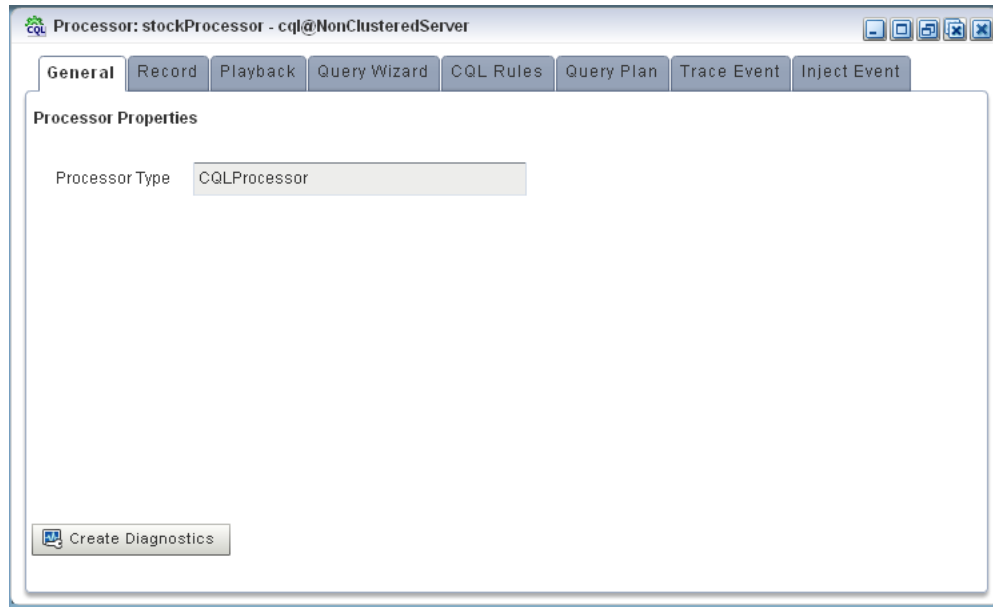 CQL Processor: stockProcessor - cql@NonClusteredServer
General Record Playback Query Wizard CQL Rules Query Plan Trace Event Inject Event
Processor Properties
Processor Type CQLProcessor
Create Diagnostics